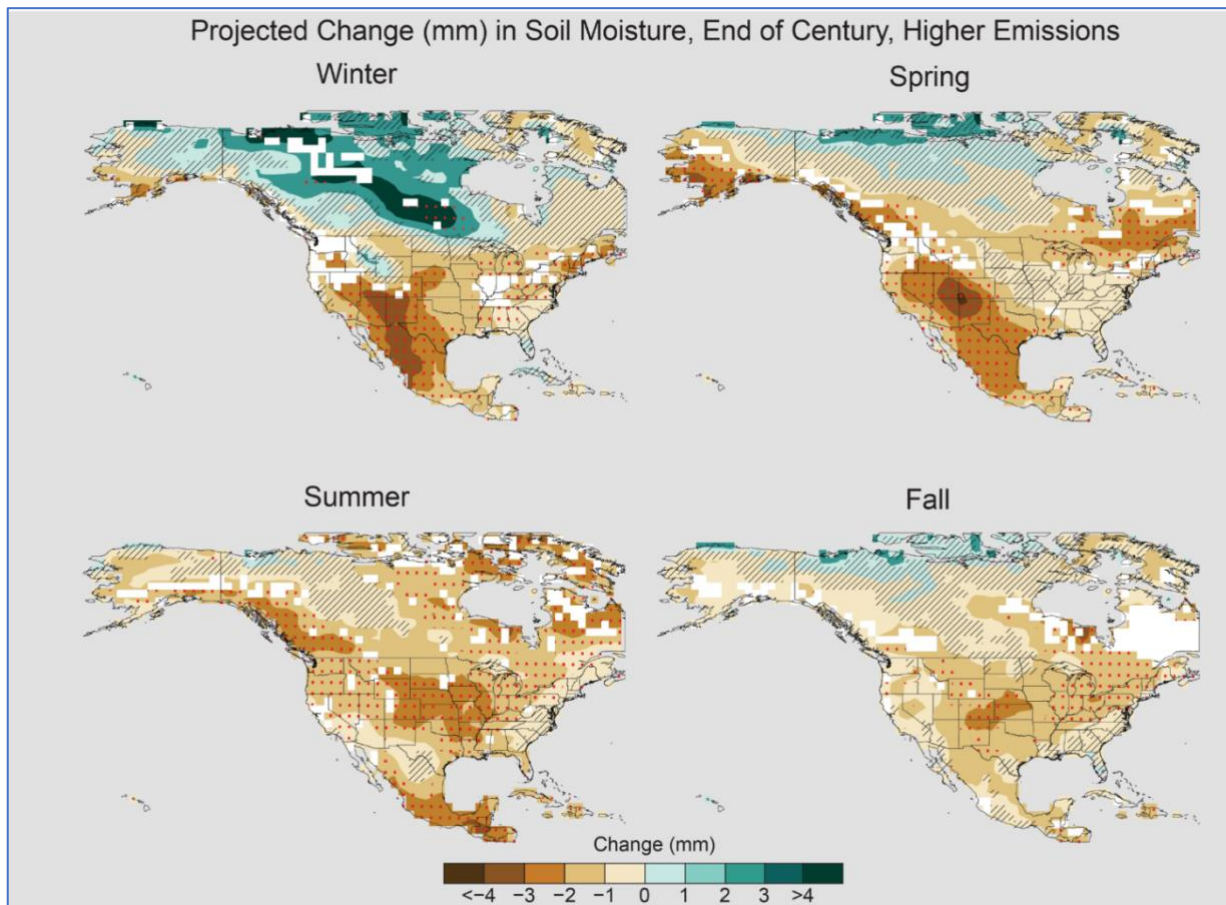 Projected Change (mm) in Soil Moisture, End of Century, Higher Emissions
Winter
Spring
Summer
Fall
Change (mm)
<−4 −3 −2 −1 0 1 2 3 >4